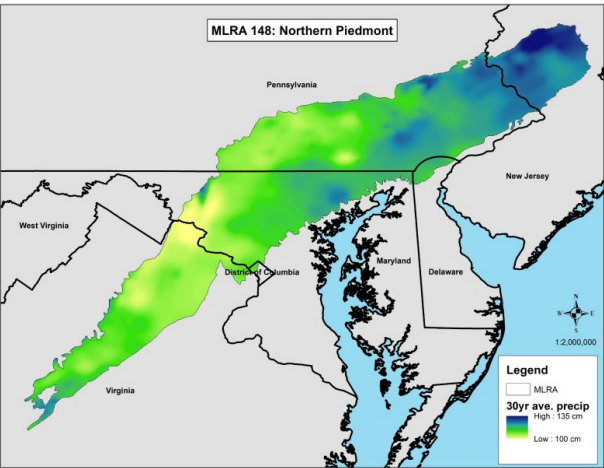 MLRA 148: Northern Piedmont
Pennsylvania
New Jersey
West Virginia
Maryland
Delaware
District of Columbia
Virginia
N
W E
S
1:2,000,000
Legend
MLRA
30yr ave. precip
High : 135 cm
Low : 100 cm